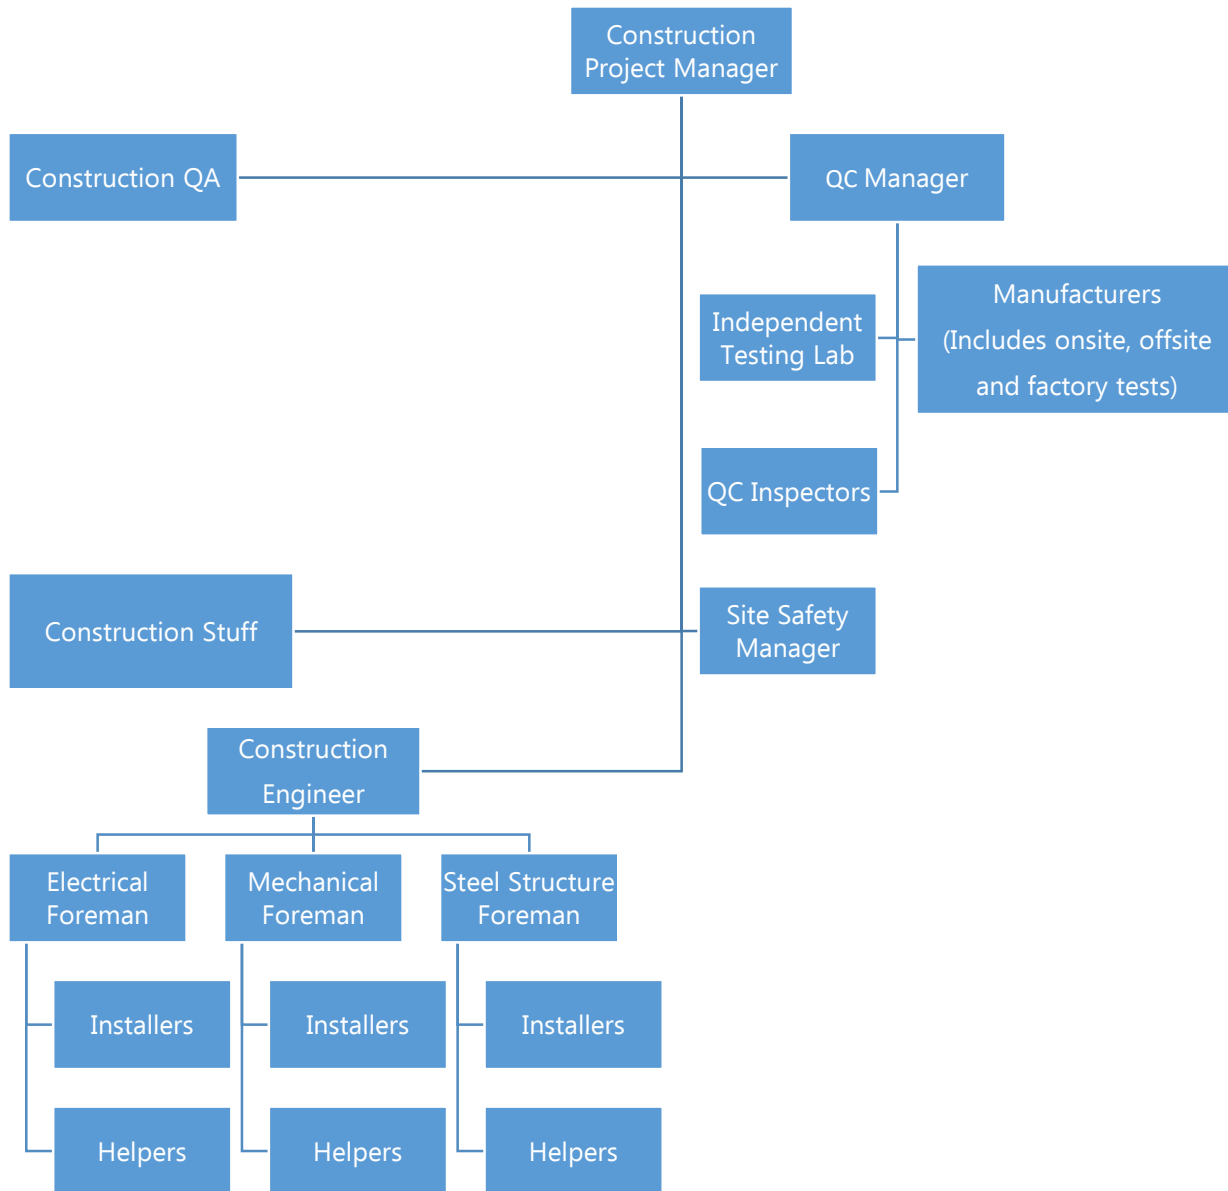 Construction
Project Manager
Construction QA
QC Manager
Independent
Testing Lab
Manufacturers
(Includes onsite, offsite
and factory tests)
QC Inspectors
Construction Stuff
Site Safety
Manager
Construction
Engineer
Electrical
Foreman
Mechanical
Foreman
Steel Structure
Foreman
Installers
Installers
Installers
Helpers
Helpers
Helpers